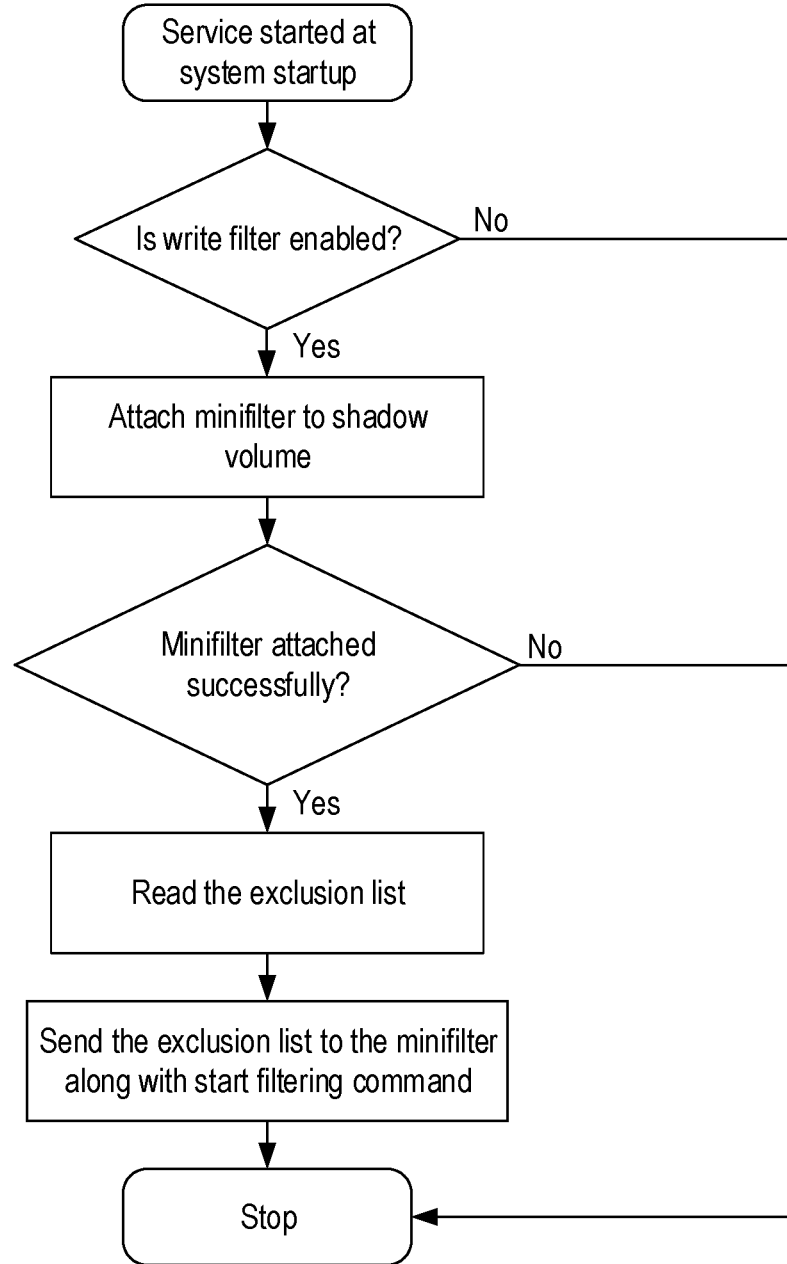 Service started at
system startup
Is write filter enabled?
No
Yes
Attach minifilter to shadow
volume
Minifilter attached
successfully?
No
Yes
Read the exclusion list
Send the exclusion list to the minifilter
along with start filtering command
Stop